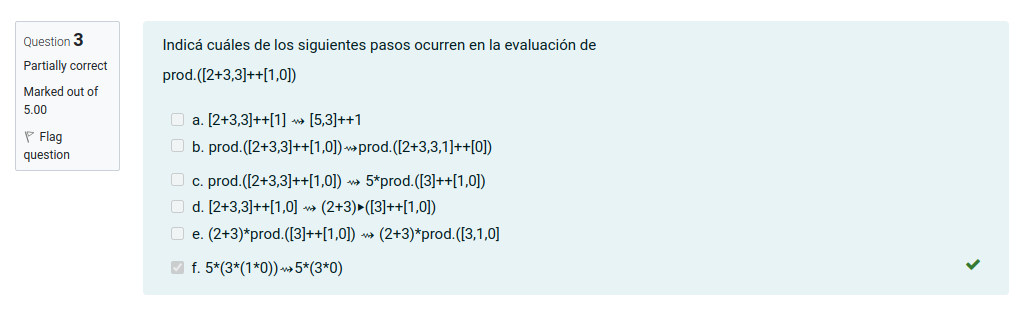 Question 3
Partially correct
Marked out of
5.00
Flag
question
Indicá cuáles de los siguientes pasos ocurren en la evaluación de
prod.([2+3,3]++[1,0])
a. [2+3,3]++[1] ⇝ [5,3]++1
b. prod.([2+3,3]++[1,0])⇝prod.([2+3,3,1]++[0])
c. prod.([2+3,3]++[1,0]) ⇝ 5*prod.([3]++[1,0])
d. [2+3,3]++[1,0] ⇝ (2+3)▸([3]++[1,0])
e. (2+3)*prod.([3]++[1,0]) ⇝ (2+3)*prod.([3,1,0]
f. 5*(3*(1*0))⇝5*(3*0)